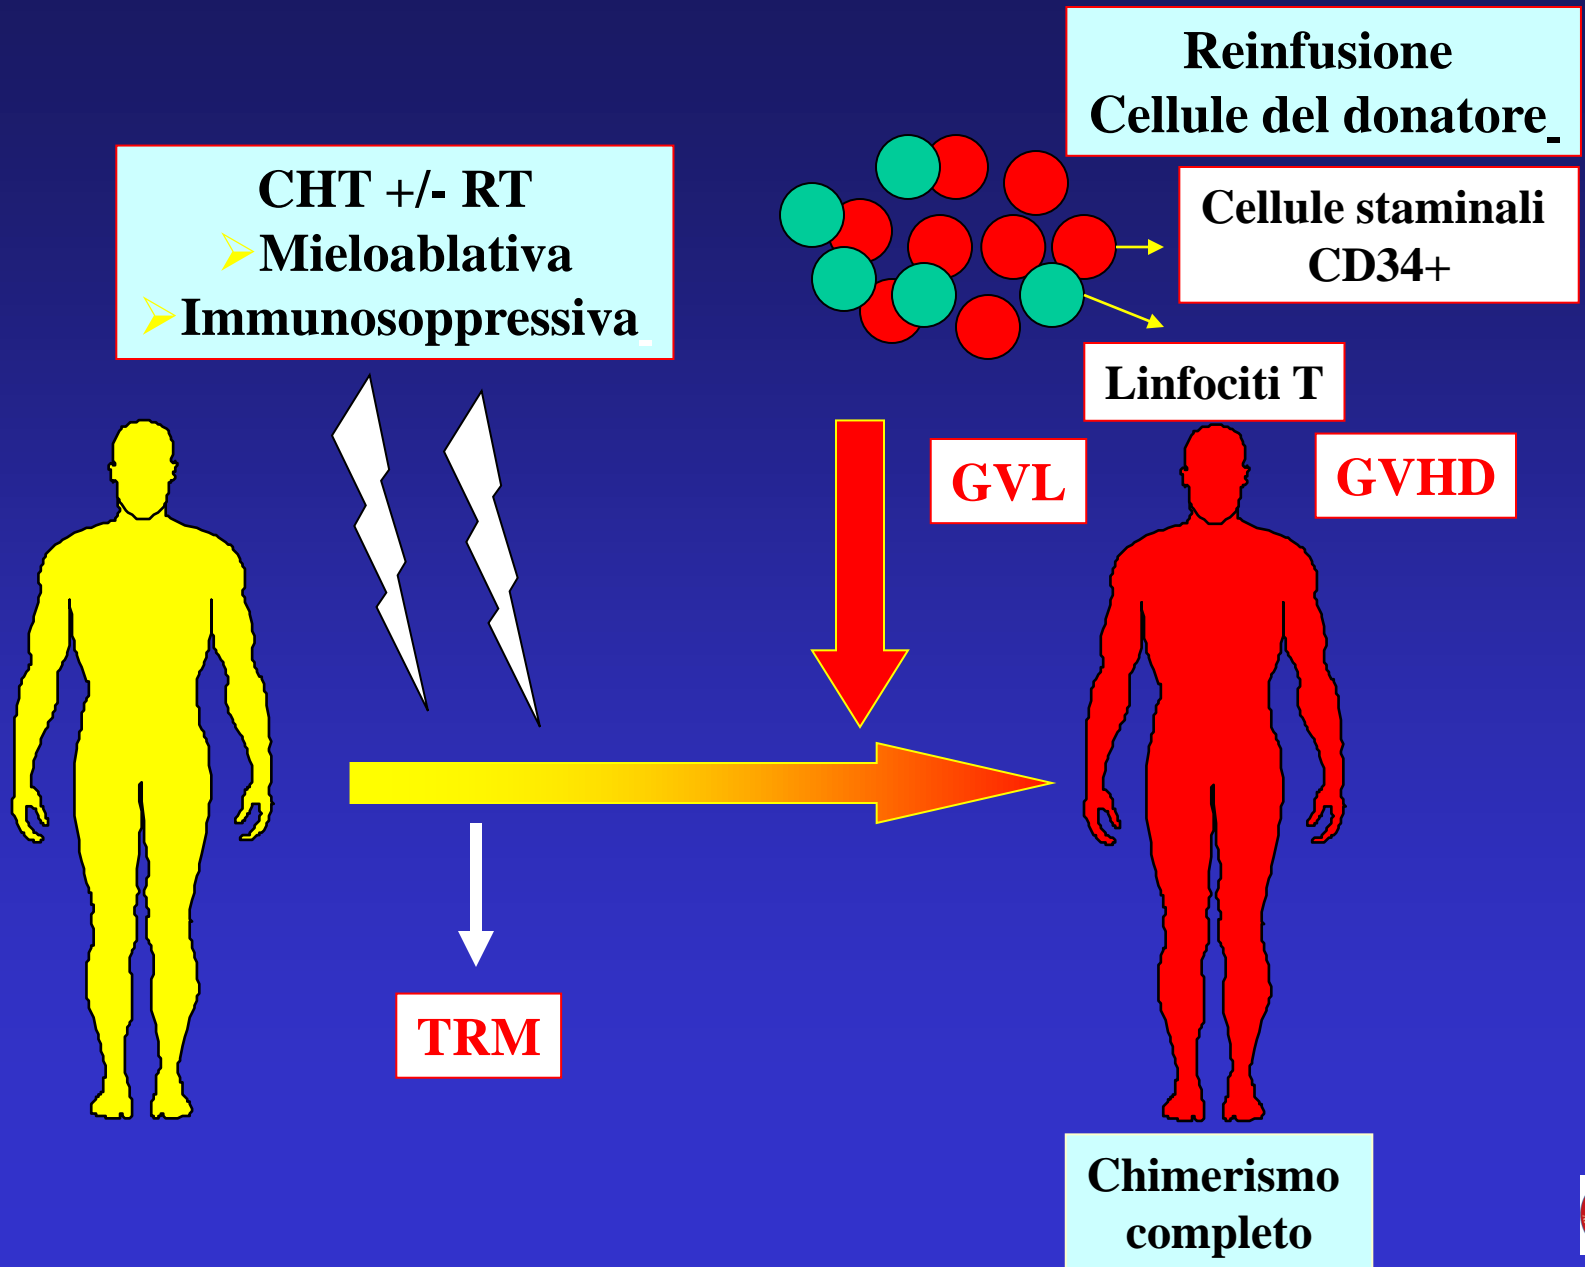 CHT +/- RT
Mieloablativa
Immunosoppressiva
Reinfusione
Cellule del donatore
Cellule staminali
CD34+
Linfociti T
GVL
GVHD
TRM
Chimerismo
completo